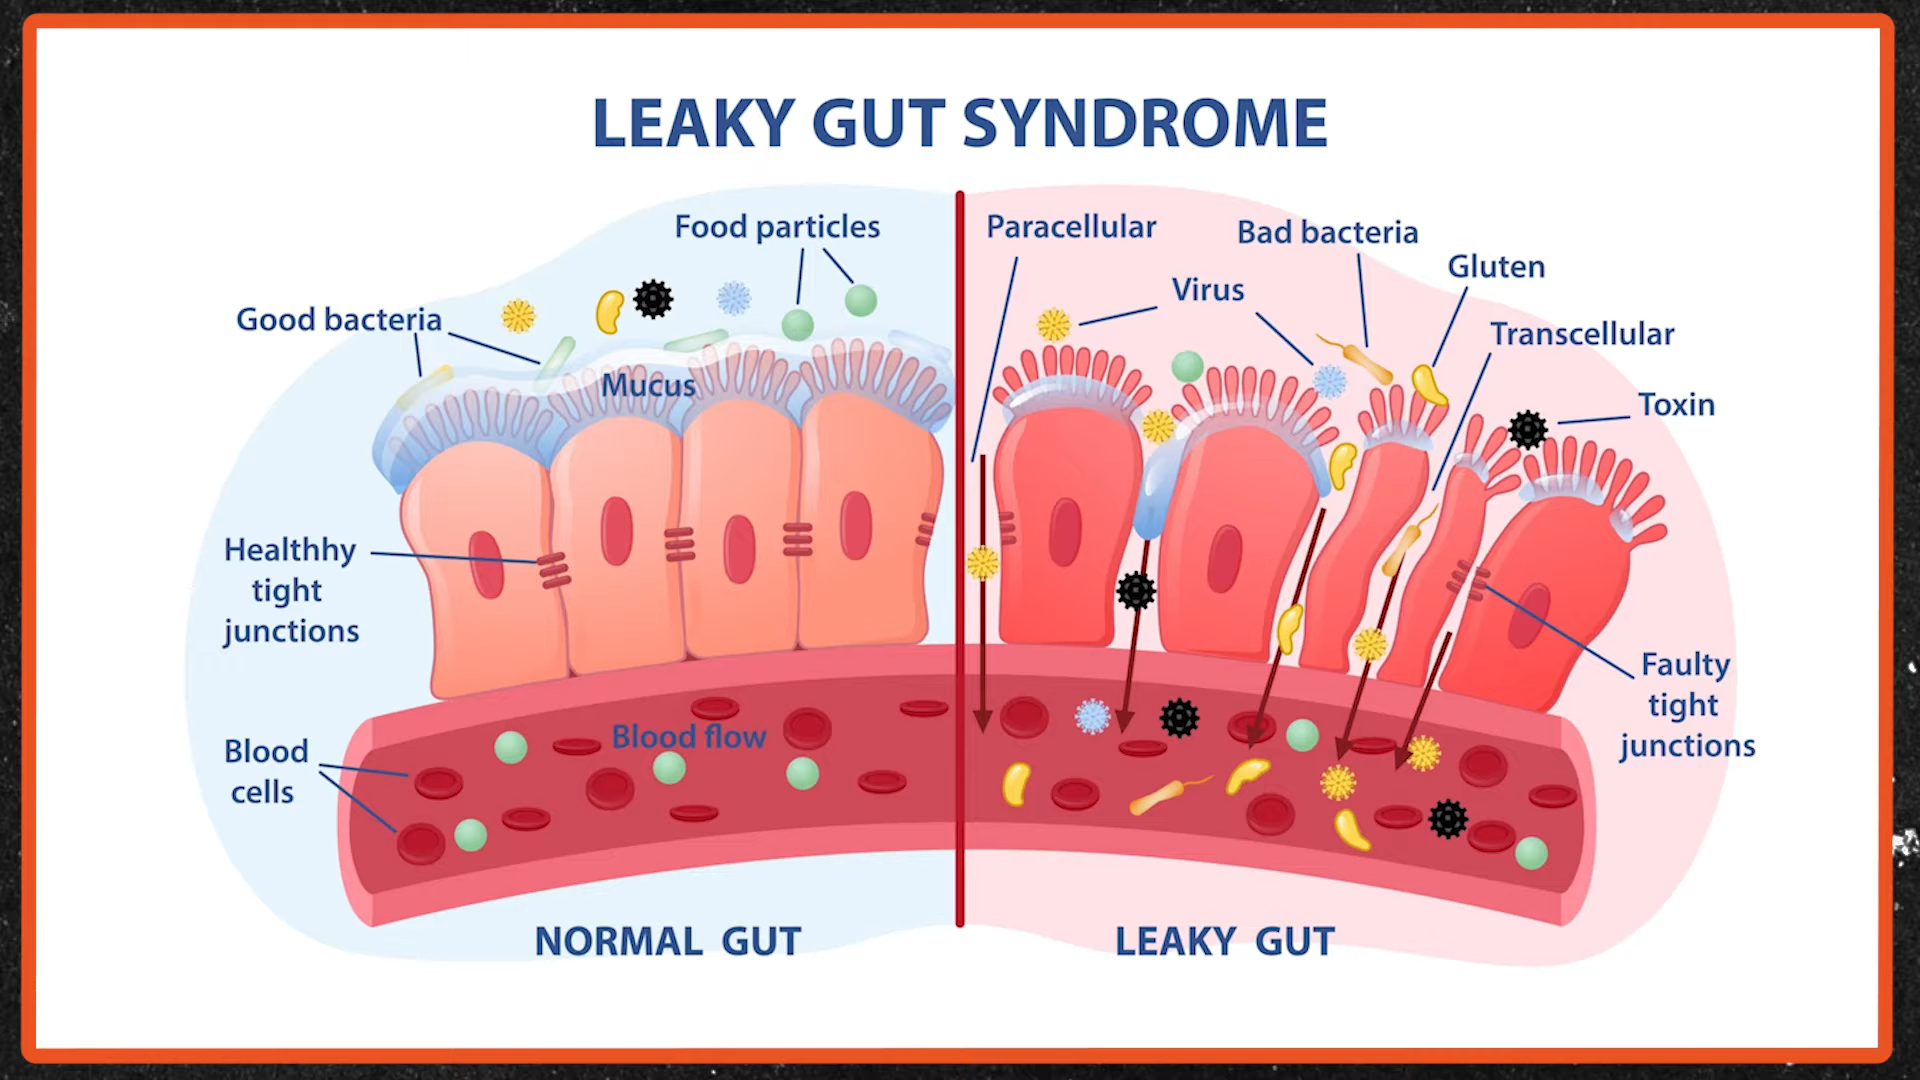 LEAKY GUT SYNDROME
Food particles
Good bacteria
Mucus
Healthhy
tight
junctions
Blood
cells
Blood flow
NORMAL GUT
Paracellular
Bad bacteria
Virus
Gluten
Transcellular
Toxin
Faulty
tight
junctions
LEAKY GUT